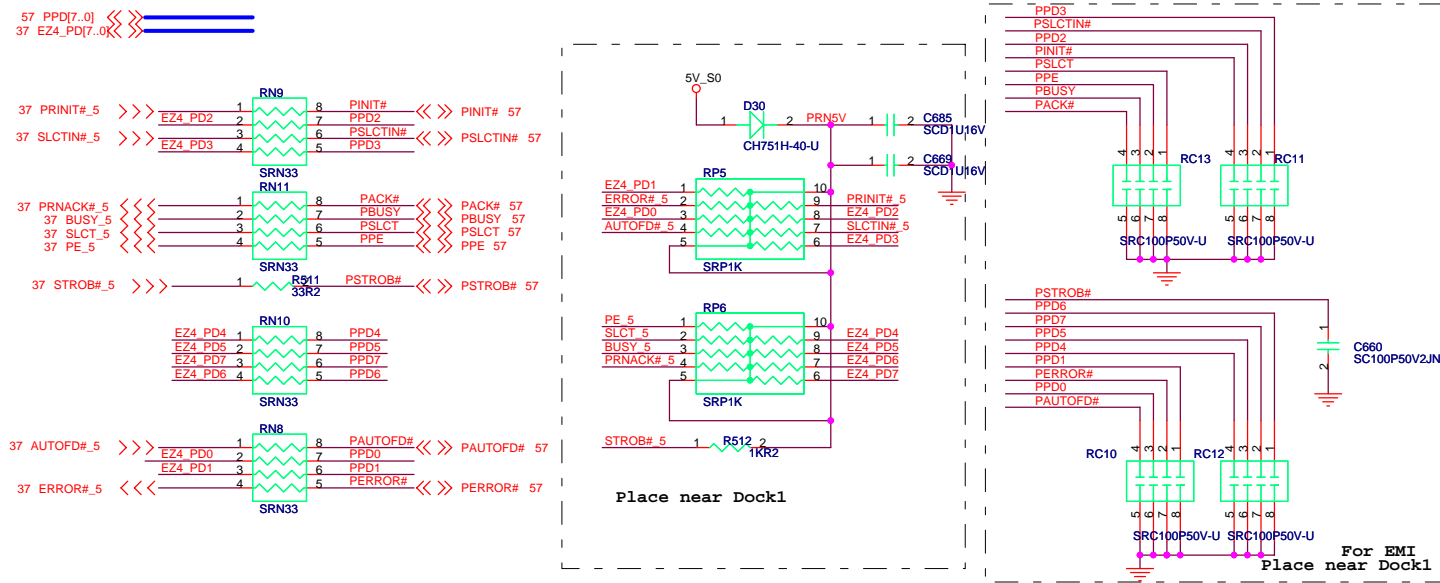 57 PPD[7..0]
37 EZ4_PD[7..0]
RN9
37 PRINIT#_5 1 8 PINIT# PINIT# 57
EZ4_PD2 2 7 PPD2
37 SLCTIN#_5 3 6 PSLCTIN# PSLCTIN# 57
EZ4_PD3 4 5 PPD3
SRN33
RN11
37 PRNACK#_5 1 8 PACK# PACK# 57
37 BUSY_5 2 7 PBUSY PBUSY 57
37 SLCT_5 3 6 PSLCT PSLCT 57
37 PE_5 4 5 PPE PPE 57
SRN33
37 STROB#_5 1 R511 2 PSTROB# PSTROB# 57
33R2
RN10
EZ4_PD4 1 8 PPD4
EZ4_PD5 2 7 PPD5
EZ4_PD7 3 6 PPD7
EZ4_PD6 4 5 PPD6
SRN33
RN8
37 AUTOFD#_5 1 8 PAUTOFD# PAUTOFD# 57
EZ4_PD0 2 7 PPD0
EZ4_PD1 3 6 PPD1
37 ERROR#_5 4 5 PERROR# PERROR# 57
SRN33
5V_S0
D30
1 2 PRN5V 1 2 C685
SCD1U16V
CH751H-40-U
1 2 C669
SCD1U16V
RP5
EZ4_PD1 1 10
ERROR#_5 2 9 PRINIT#_5
EZ4_PD0 3 8 EZ4_PD2
AUTOFD#_5 4 7 SLCTIN#_5
5 6 EZ4_PD3
SRP1K
RP6
PE_5 1 10
SLCT_5 2 9 EZ4_PD4
BUSY_5 3 8 EZ4_PD5
PRNACK#_5 4 7 EZ4_PD6
5 6 EZ4_PD7
SRP1K
STROB#_5 1 R512 2
1KR2
Place near Dock1
PPD3
PSLCTIN#
PPD2
PINIT#
PSLCT
PPE
PBUSY
PACK#
4 3 2 1 RC13 4 3 2 1 RC11
5 6 7 8 5 6 7 8
SRC100P50V-U SRC100P50V-U
PSTROB#
PPD6
PPD7
PPD5
PPD4
PPD1
PERROR#
PPD0
PAUTOFD#
1
C660
SC100P50V2JN
2
RC10 4 3 2 1 RC12 4 3 2 1
5 6 7 8 5 6 7 8
SRC100P50V-U SRC100P50V-U
For EMI
Place near Dock1